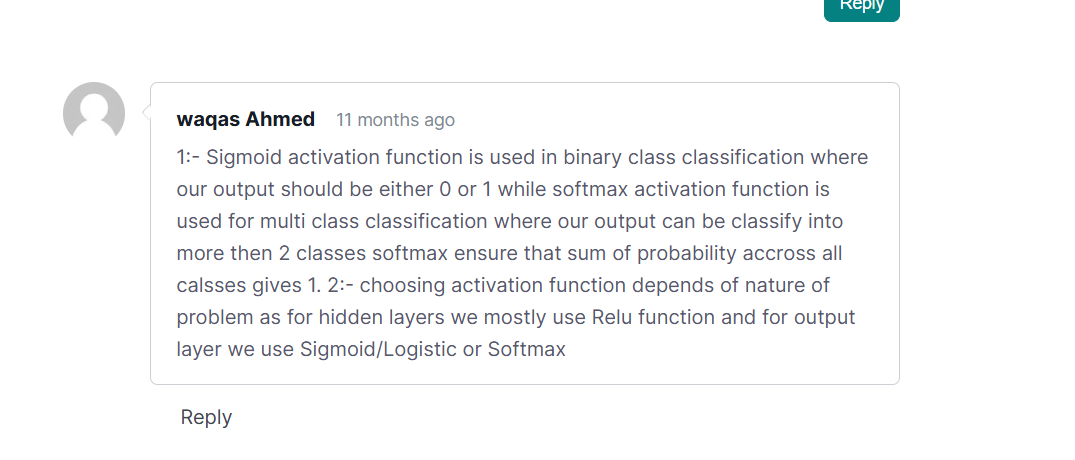 Reply
waqas Ahmed 11 months ago
1:- Sigmoid activation function is used in binary class classification where
our output should be either 0 or 1 while softmax activation function is
used for multi class classification where our output can be classify into
more then 2 classes softmax ensure that sum of probability accross all
calsses gives 1. 2:- choosing activation function depends of nature of
problem as for hidden layers we mostly use Relu function and for output
layer we use Sigmoid/Logistic or Softmax
Reply